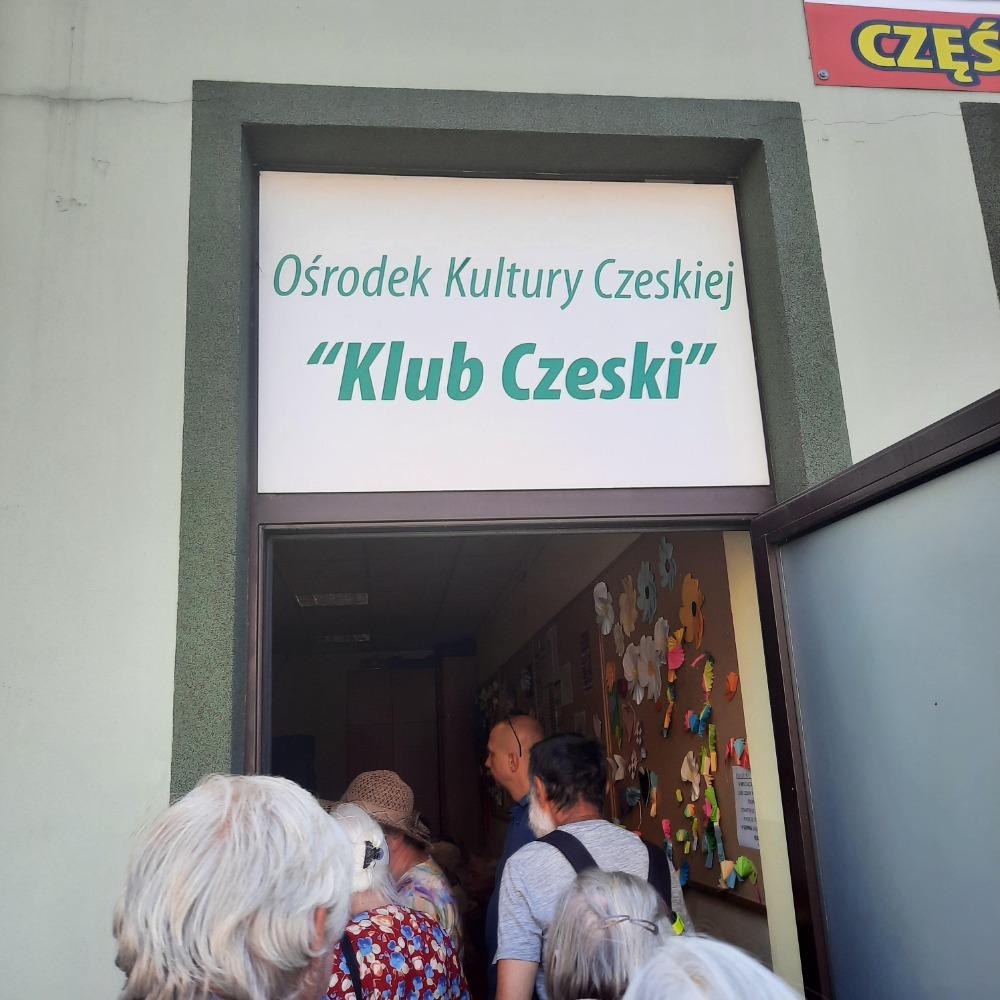 CZĘŚ
Ośrodek Kultury Czeskiej
“Klub Czeski”